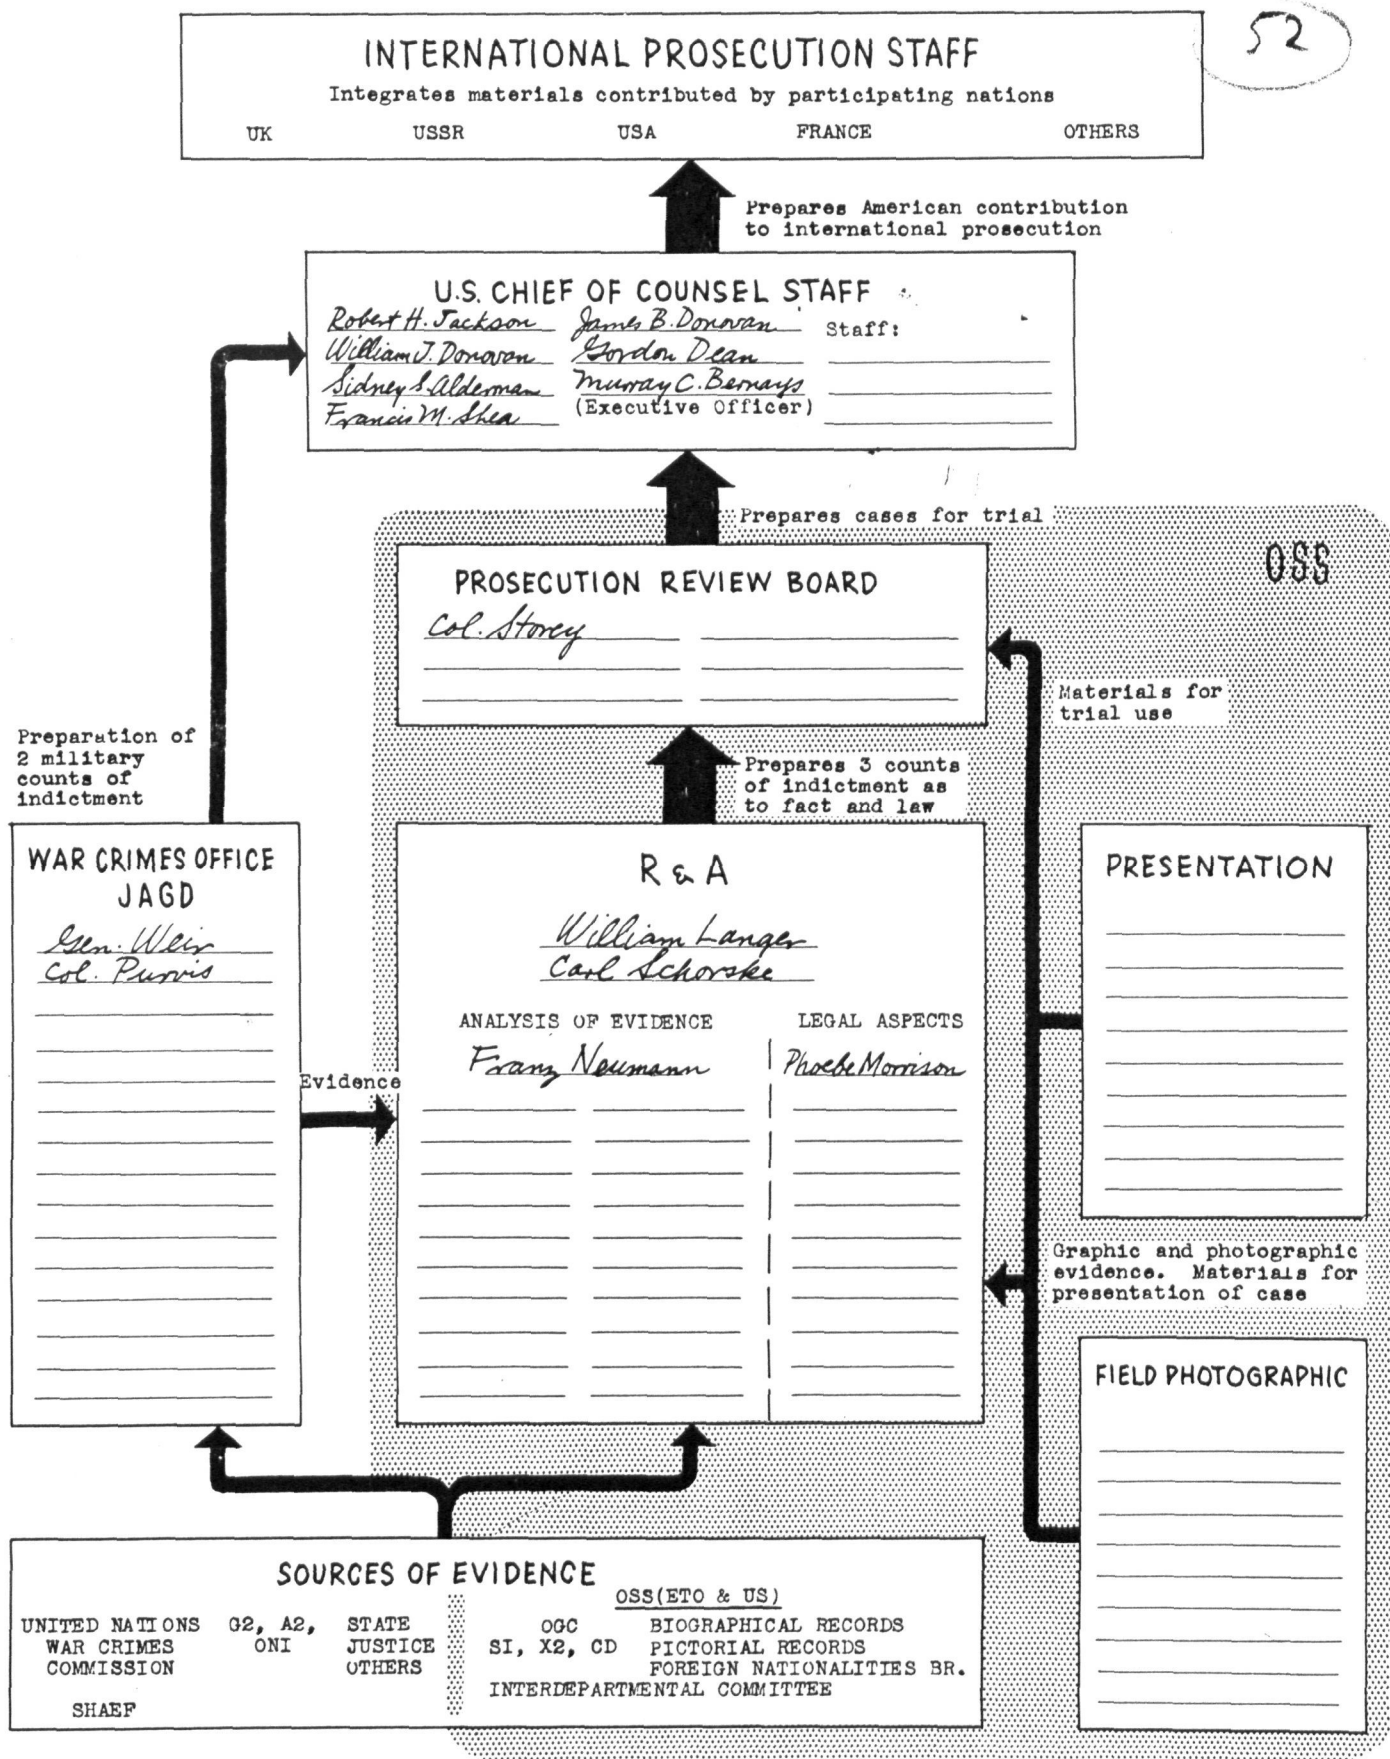 52
INTERNATIONAL PROSECUTION STAFF
Integrates materials contributed by participating nations
UK USSR USA FRANCE OTHERS
Prepares American contribution
to international prosecution
U.S. CHIEF OF COUNSEL STAFF
Robert H. Jackson James B. Donovan Staff:
William J. Donovan Gordon Dean
Sidney S. Alderman Murray C. Bernays
Francis M. Shea (Executive Officer)
Prepares cases for trial
OSS
PROSECUTION REVIEW BOARD
Col. Storey
Materials for
trial use
Preparation of
2 military
counts of
indictment
Prepares 3 counts
of indictment as
to fact and law
WAR CRIMES OFFICE
JAGD
Gen. Weir
Col. Purvis
R & A
William Langer
Carl Schorske
ANALYSIS OF EVIDENCE LEGAL ASPECTS
Franz Neumann Phoebe Morrison
PRESENTATION
Evidence
Graphic and photographic
evidence. Materials for
presentation of case
FIELD PHOTOGRAPHIC
SOURCES OF EVIDENCE
OSS(ETO & US)
UNITED NATIONS G2, A2, STATE OGC BIOGRAPHICAL RECORDS
WAR CRIMES ONI JUSTICE SI, X2, CD PICTORIAL RECORDS
COMMISSION OTHERS FOREIGN NATIONALITIES BR.
INTERDEPARTMENTAL COMMITTEE
SHAEF